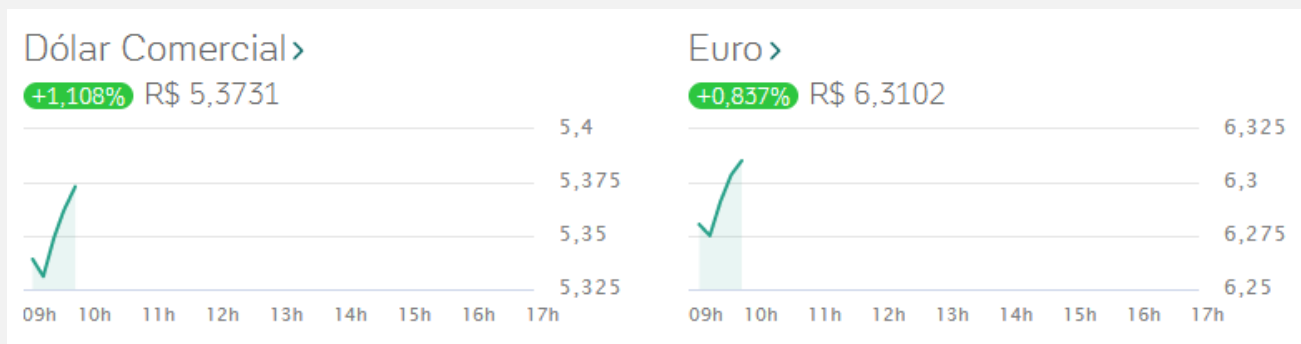 Dólar Comercial>
+1,108% R$ 5,3731
5,4
5,375
5,35
5,325
09h 10h 11h 12h 13h 14h 15h 16h 17h
Euro>
+0,837% R$ 6,3102
6,325
6,3
6,275
6,25
09h 10h 11h 12h 13h 14h 15h 16h 17h